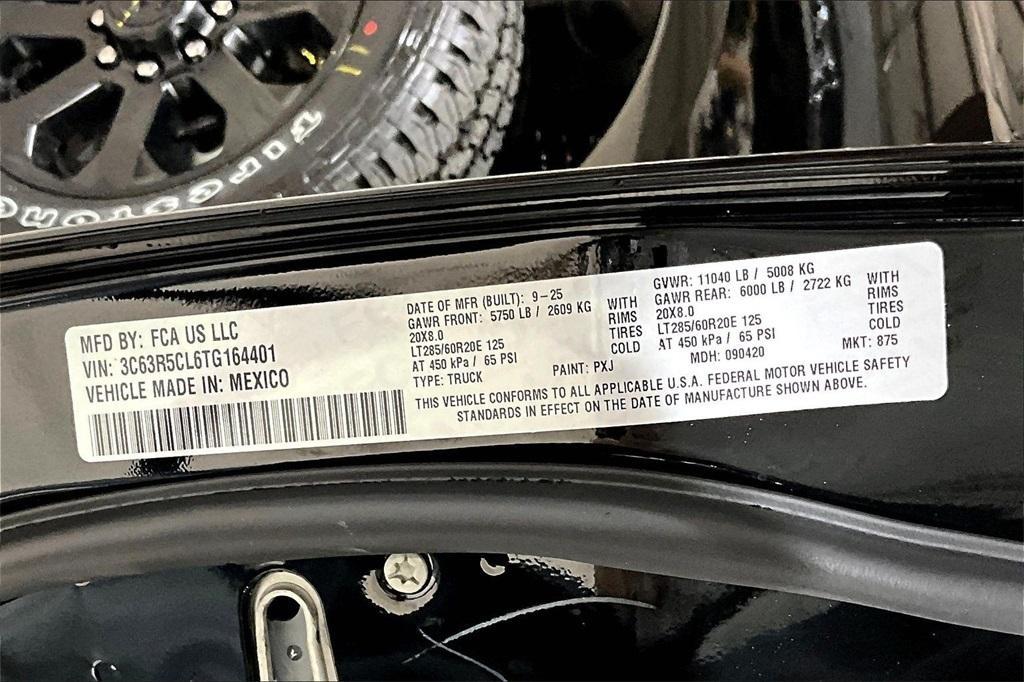 FIRESTONE
MFD BY: FCA US LLC
VIN: 3C63R5CL6TG164401
VEHICLE MADE IN: MEXICO
DATE OF MFR (BUILT): 9-25
GAWR FRONT: 5750 LB / 2609 KG WITH
20X8.0 RIMS
LT285/60R20E 125 TIRES
AT 450 kPa / 65 PSI COLD
TYPE: TRUCK PAINT: PXJ
GVWR: 11040 LB / 5008 KG
GAWR REAR: 6000 LB / 2722 KG WITH
20X8.0 RIMS
LT285/60R20E 125 TIRES
AT 450 kPa / 65 PSI COLD
MDH: 090420 MKT: 875
THIS VEHICLE CONFORMS TO ALL APPLICABLE U.S.A. FEDERAL MOTOR VEHICLE SAFETY
STANDARDS IN EFFECT ON THE DATE OF MANUFACTURE SHOWN ABOVE.